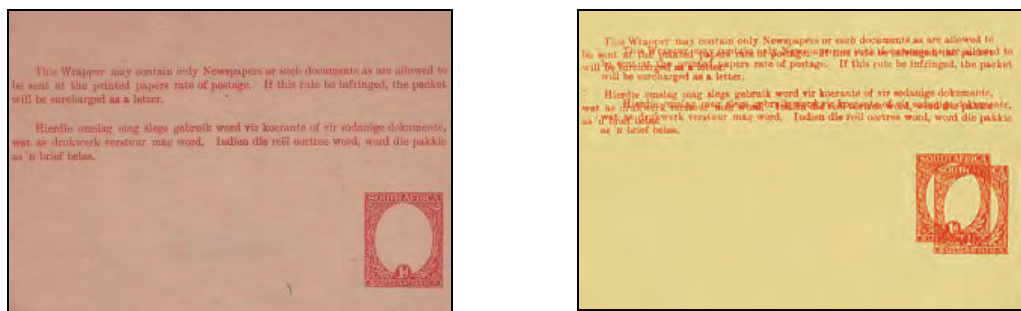 This Wrapper may contain only Newspapers or such documents as are allowed to
be sent at the printed papers rate of postage. If this rule be infringed, the packet
will be surcharged as a letter.
Hierdie omslag mag slegs gebruik word vir koerante of vir sodanige dokumente,
wat as drukwerk verstuur mag word. Indien die reël oortree word, word die pakkie
as 'n brief belas.
SOUTH AFRICA
1d
This Wrapper may contain only Newspapers or such documents as are allowed to
be sent at the printed papers rate of postage. If this rule be infringed, the packet
will be surcharged as a letter.
Hierdie omslag mag slegs gebruik word vir koerante of vir sodanige dokumente,
wat as drukwerk verstuur mag word. Indien die reël oortree word, word die pakkie
as 'n brief belas.
SOUTH AFRICA
1d